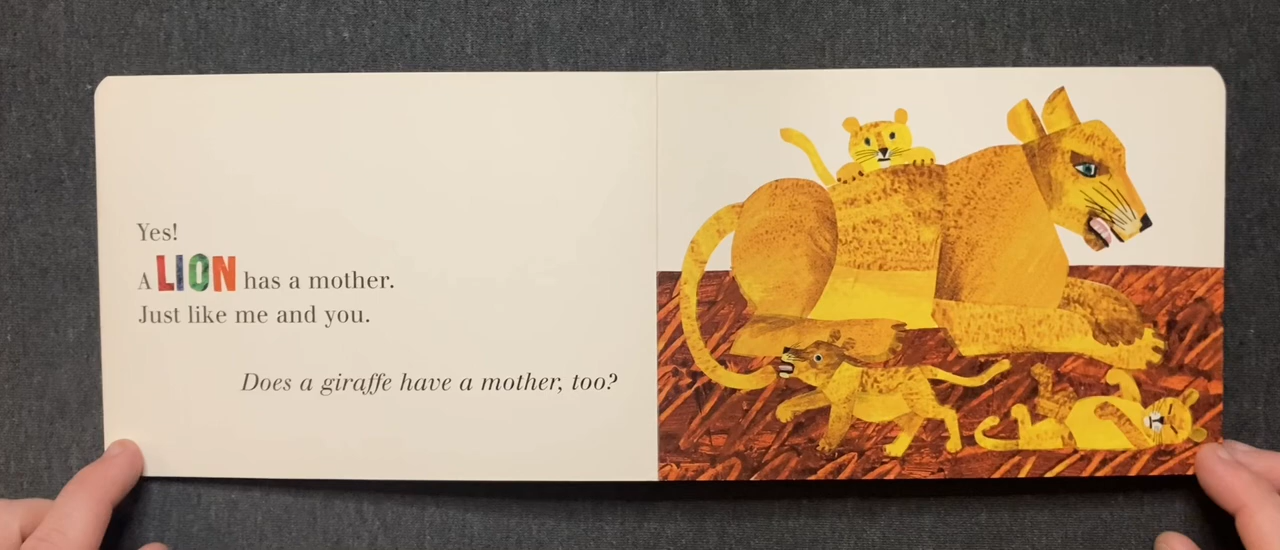 Yes!
A LION has a mother.
Just like me and you.
Does a giraffe have a mother, too?